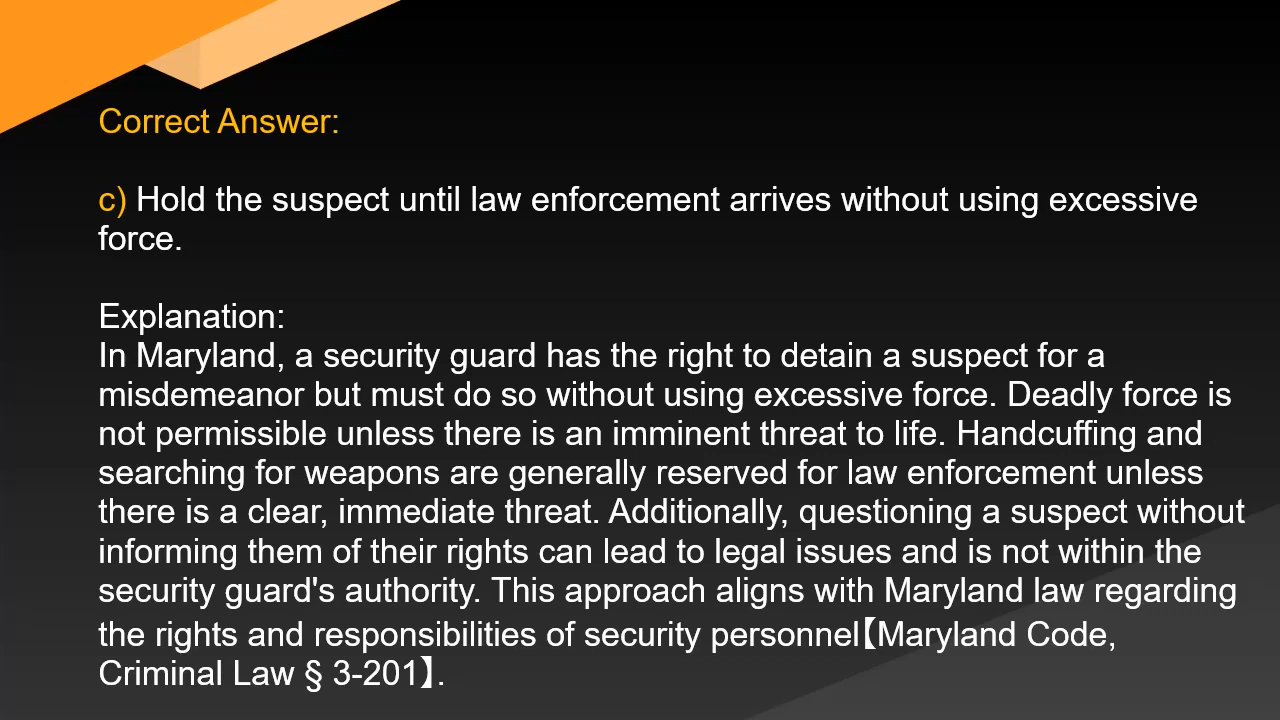 Correct Answer:
c) Hold the suspect until law enforcement arrives without using excessive
force.
Explanation:
In Maryland, a security guard has the right to detain a suspect for a
misdemeanor but must do so without using excessive force. Deadly force is
not permissible unless there is an imminent threat to life. Handcuffing and
searching for weapons are generally reserved for law enforcement unless
there is a clear, immediate threat. Additionally, questioning a suspect without
informing them of their rights can lead to legal issues and is not within the
security guard's authority. This approach aligns with Maryland law regarding
the rights and responsibilities of security personnel【Maryland Code,
Criminal Law § 3-201】.